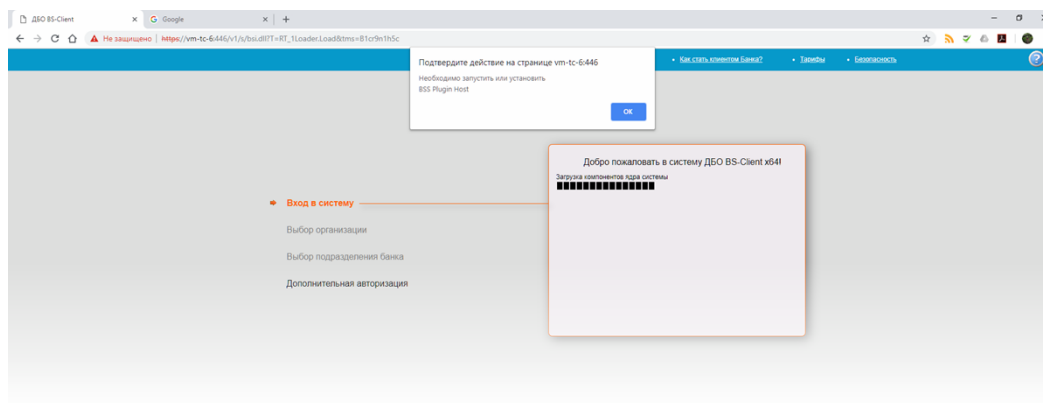 ДБО BS-Client
Google
Не защищено | https://vm-tc-6:446/v1/s/bsi.dll?T=RT_1Loader.Load&tms=81cr9n1h5c
Подтвердите действие на странице vm-tc-6:446
Необходимо запустить или установить
BSS Plugin Host
ОК
• Как стать клиентом Банка?
• Тарифы
• Безопасность
Добро пожаловать в систему ДБО BS-Client x64!
Загрузка компонентов ядра системы
Вход в систему
Выбор организации
Выбор подразделения банка
Дополнительная авторизация